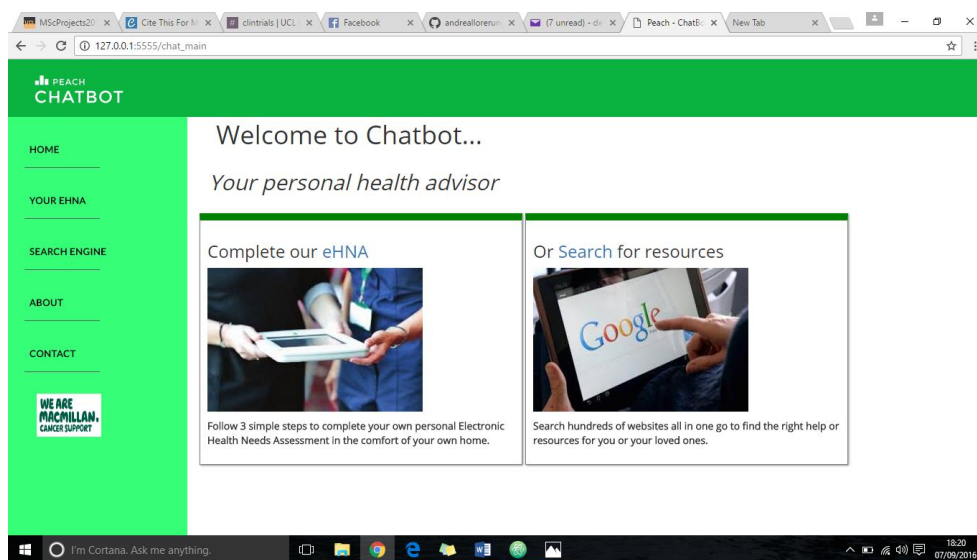 MScProjects20
Cite This For M
clintrials | UCL
Facebook
andreallorerun
(7 unread) - de
Peach - ChatBo
New Tab
127.0.0.1:5555/chat_main
PEACH
CHATBOT
HOME
YOUR EHNA
SEARCH ENGINE
ABOUT
CONTACT
WE ARE
MACMILLAN.
CANCER SUPPORT
Welcome to Chatbot...
Your personal health advisor
Complete our eHNA
Follow 3 simple steps to complete your own personal Electronic
Health Needs Assessment in the comfort of your own home.
Or Search for resources
Google
Search hundreds of websites all in one go to find the right help or
resources for you or your loved ones.
I'm Cortana. Ask me anything.
18:20
07/09/2016